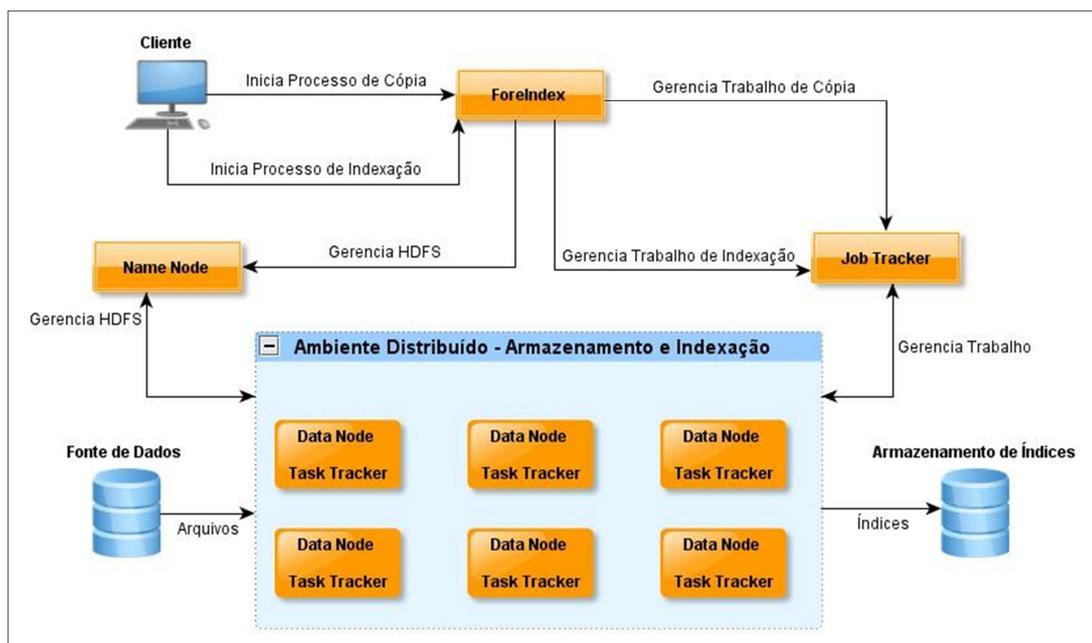 Cliente
Inicia Processo de Cópia
ForeIndex
Gerencia Trabalho de Cópia
Inicia Processo de Indexação
Name Node
Gerencia HDFS
Gerencia Trabalho de Indexação
Job Tracker
Gerencia HDFS
Gerencia Trabalho
Ambiente Distribuído - Armazenamento e Indexação
Data Node
Task Tracker
Data Node
Task Tracker
Data Node
Task Tracker
Fonte de Dados
Arquivos
Armazenamento de Índices
Índices
Data Node
Task Tracker
Data Node
Task Tracker
Data Node
Task Tracker